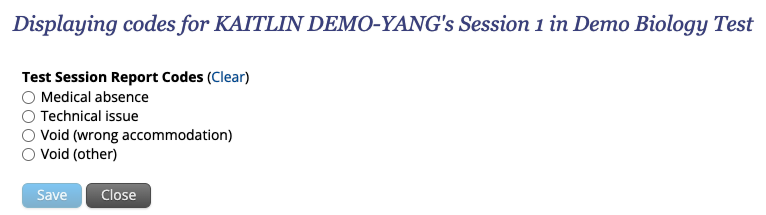 Displaying codes for KAITLIN DEMO-YANG's Session 1 in Demo Biology Test
Test Session Report Codes (Clear)
Medical absence
Technical issue
Void (wrong accommodation)
Void (other)
Save Close